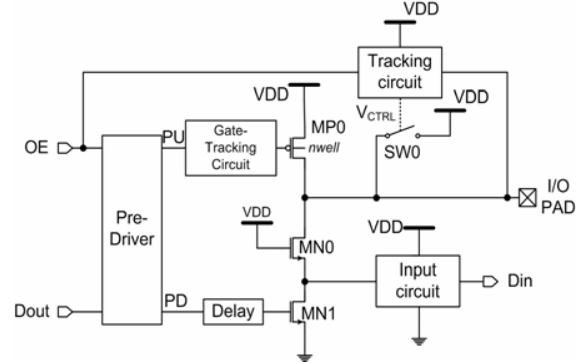 VDD
Tracking
circuit
VDD
VDD
V_CTRL
MP0
SW0
OE
PU
Gate-
Tracking
Circuit
nwell
I/O
PAD
Pre-
Driver
VDD
MN0
VDD
Input
circuit
Din
Dout
PD
Delay
MN1